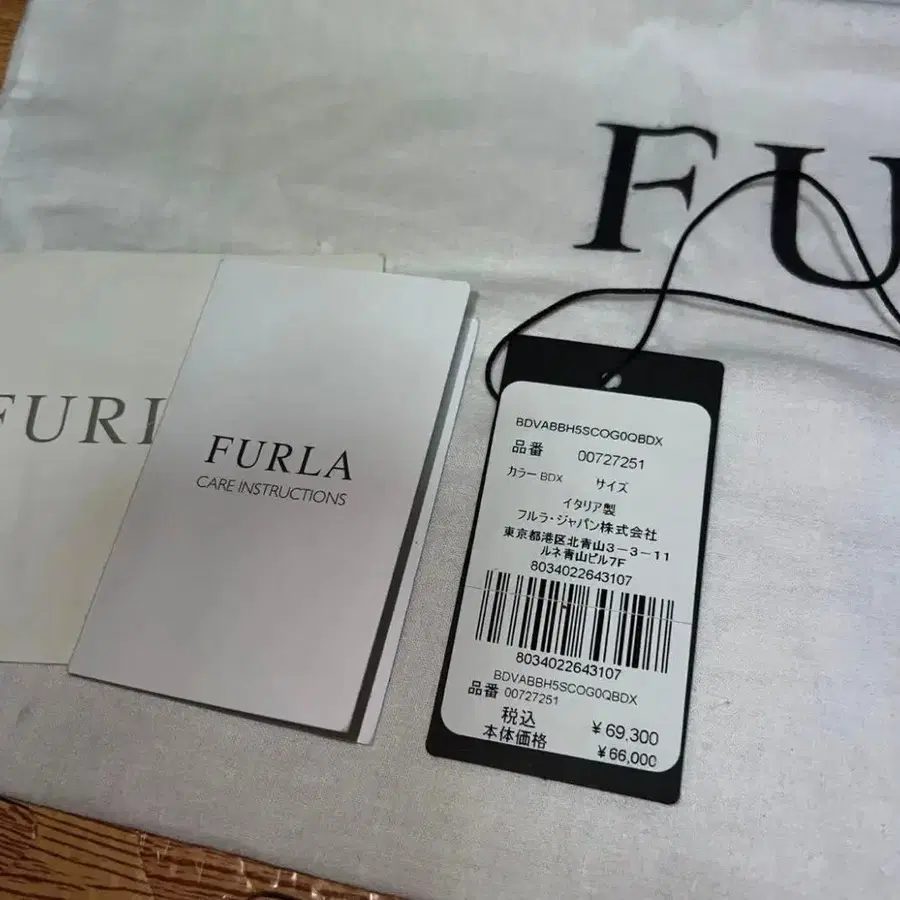 FU
FURL
FURLA
CARE INSTRUCTIONS
BDVABBH5SCOG0QBDX
品番 00727251
カラー BDX サイズ
イタリア製
フルラ・ジャパン株式会社
東京都港区北青山3-3-11
ルネ青山ビル7F
8034022643107
8034022643107
BDVABBH5SCOG0QBDX
品番 00727251
税込 ¥69,300
本体価格 ¥66,000